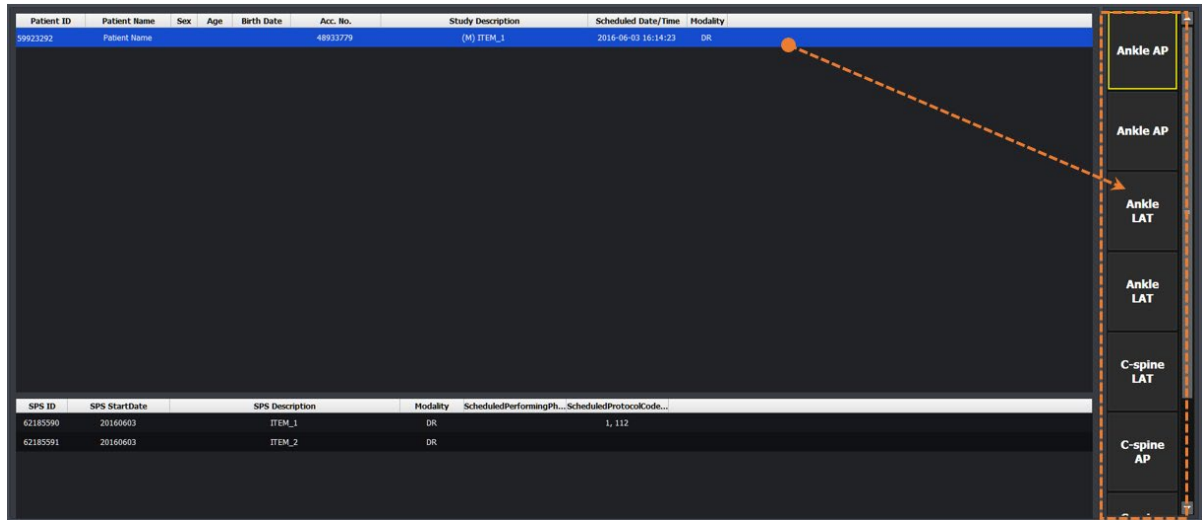 Patient ID Patient Name Sex Age Birth Date Acc. No. Study Description Scheduled Date/Time Modality
59923292 Patient Name 48933779 (M) ITEM_1 2016-06-03 16:14:23 DR
SPS ID SPS StartDate SPS Description Modality ScheduledPerformingPh... ScheduledProtocolCode...
62185590 20160603 ITEM_1 DR 1, 112
62185591 20160603 ITEM_2 DR
Ankle AP
Ankle AP
Ankle
LAT
Ankle
LAT
C-spine
LAT
C-spine
AP